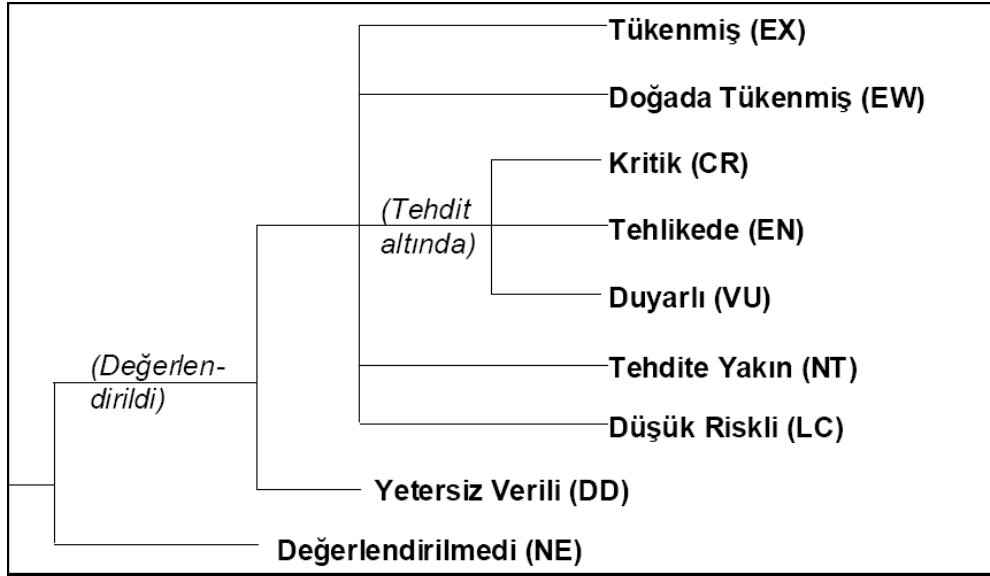 Tükenmiş (EX)
Doğada Tükenmiş (EW)
Kritik (CR)
(Tehdit
altında)
Tehlikede (EN)
Duyarlı (VU)
(Değerlen-
dirildi)
Tehdite Yakın (NT)
Düşük Riskli (LC)
Yetersiz Verili (DD)
Değerlendirilmedi (NE)